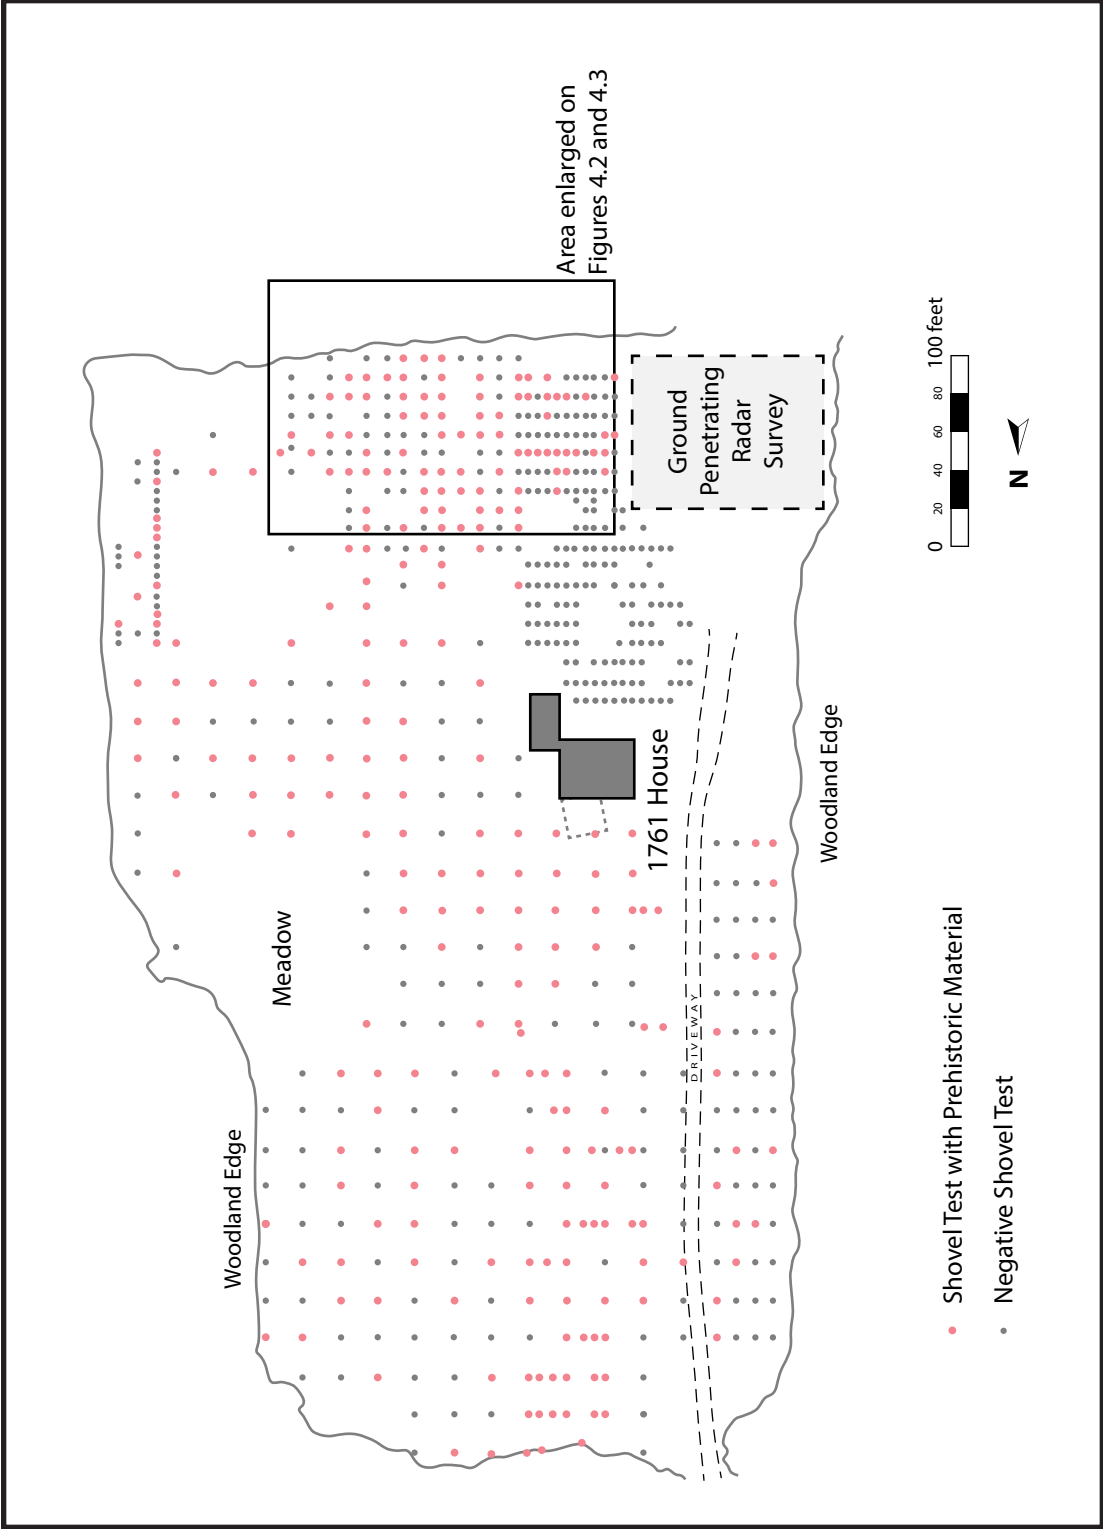 Area enlarged on
Figures 4.2 and 4.3
Ground
Penetrating
Radar
Survey
0
20
40
60
80
100 feet
N
Woodland Edge
Meadow
1761 House
DRIVEWAY
Woodland Edge
Shovel Test with Prehistoric Material
Negative Shovel Test